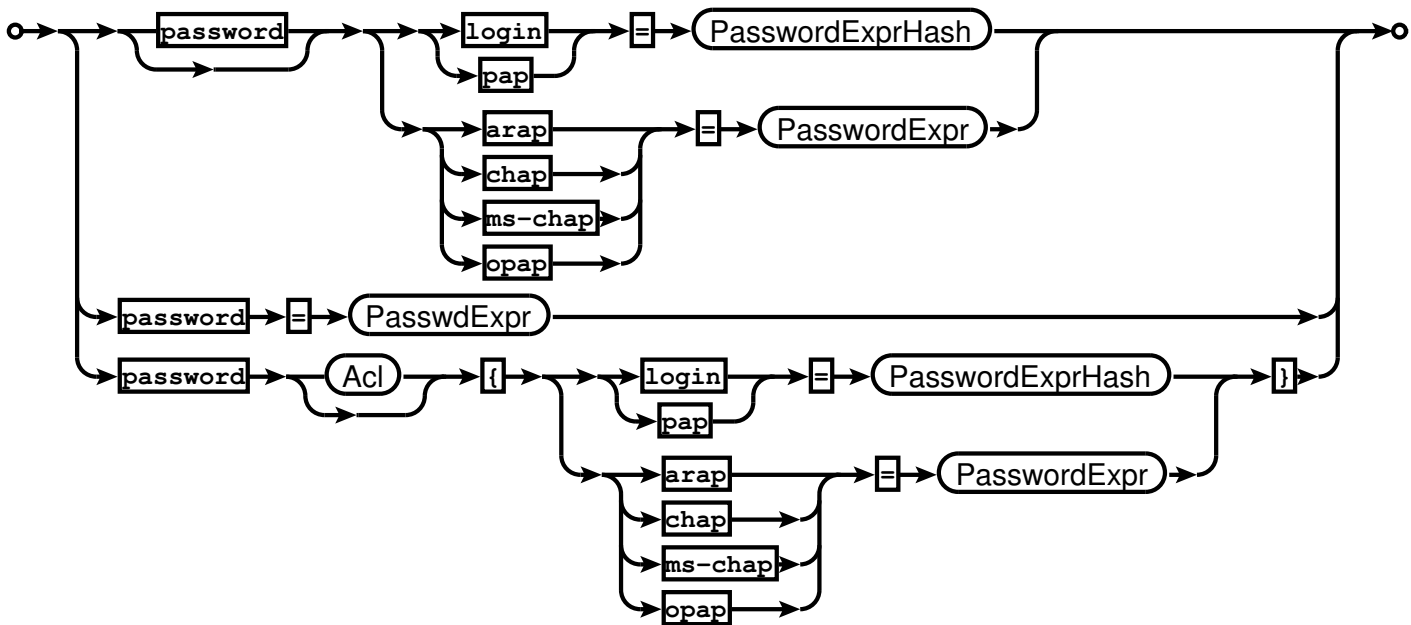 password login = PasswordExprHash
pap
arap = PasswordExpr
chap
ms-chap
opap
password = PasswdExpr
password Acl { login = PasswordExprHash }
pap
arap = PasswordExpr
chap
ms-chap
opap